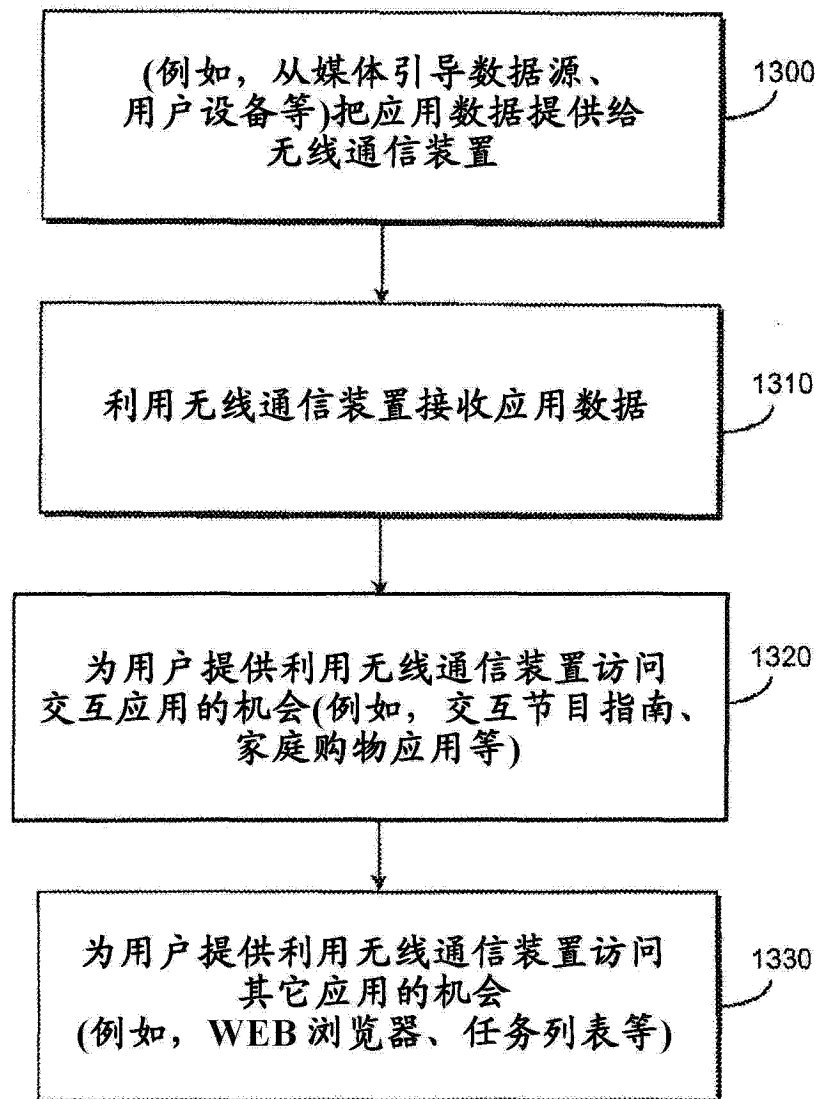 (例如，从媒体引导数据源、
用户设备等)把应用数据提供给
无线通信装置
1300
利用无线通信装置接收应用数据
1310
为用户提供利用无线通信装置访问
交互应用的机会(例如，交互节目指南、
家庭购物应用等)
1320
为用户提供利用无线通信装置访问
其它应用的机会
(例如，WEB 浏览器、任务列表等)
1330